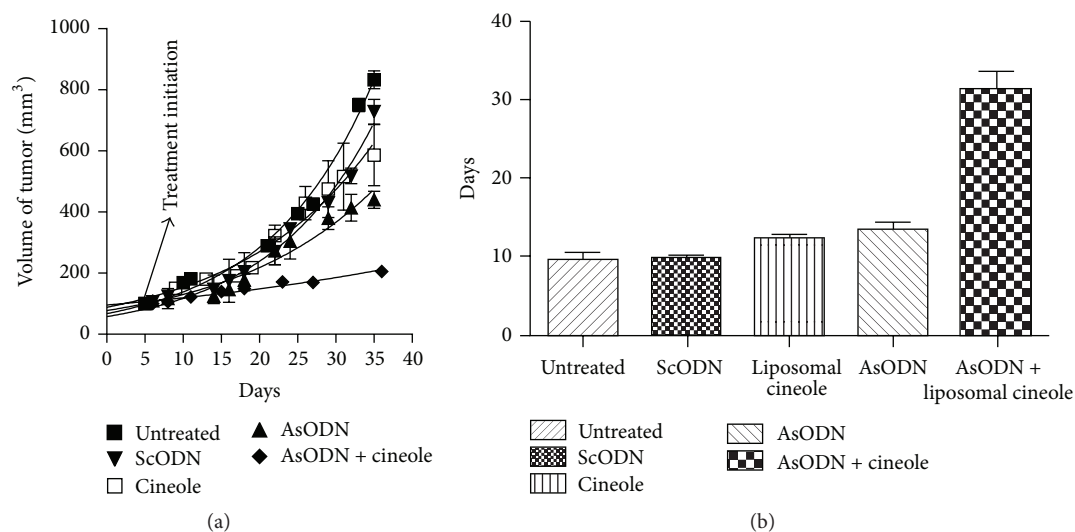 1000
800
600
400
200
0
Volume of tumor (mm³)
Treatment initiation
0 5 10 15 20 25 30 35 40
Days
Untreated
ScODN
Cineole
AsODN
AsODN + cineole
(a)
40
30
20
10
0
Days
Untreated
ScODN
Liposomal
cineole
AsODN
AsODN +
liposomal cineole
Untreated
ScODN
Cineole
AsODN
AsODN + cineole
(b)